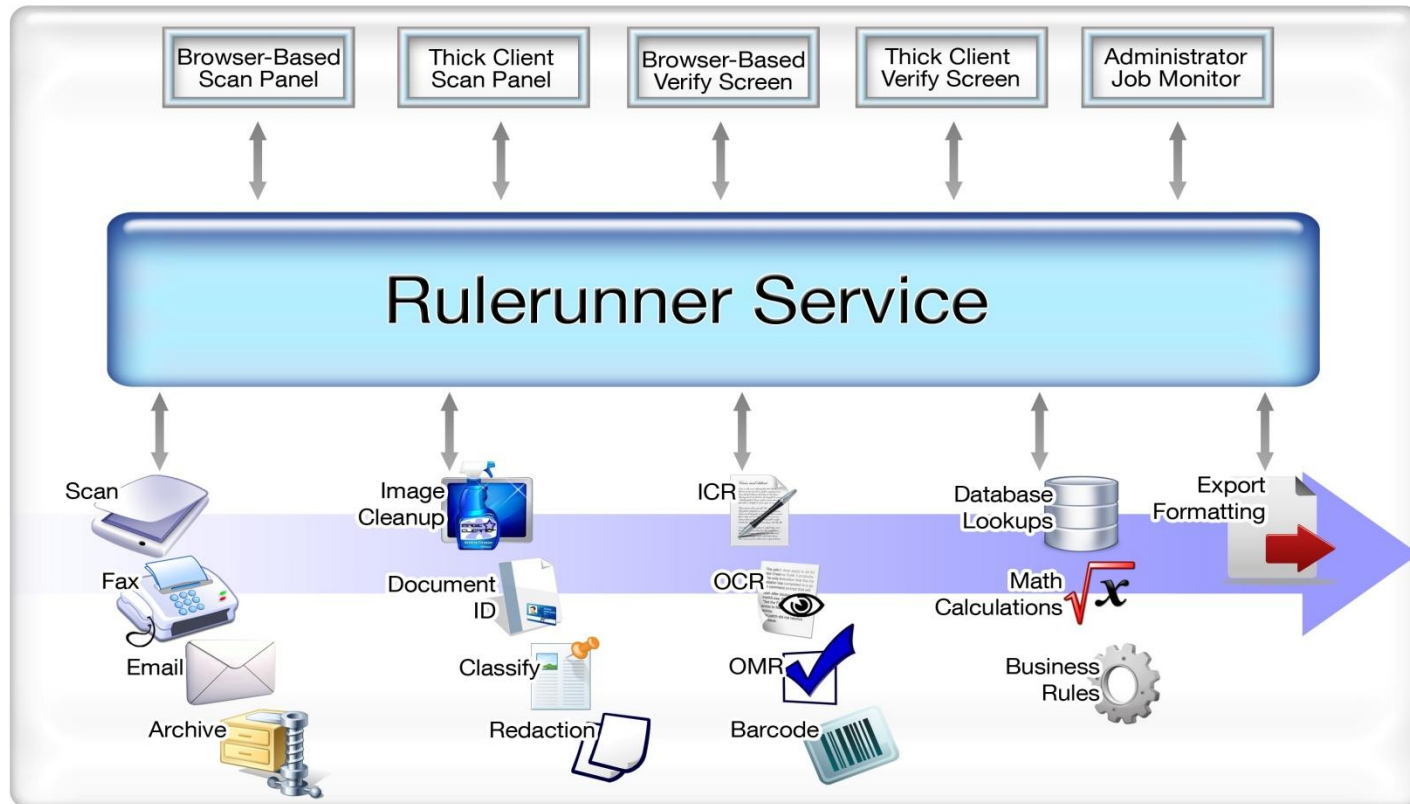 Browser-Based
Scan Panel
Thick Client
Scan Panel
Browser-Based
Verify Screen
Thick Client
Verify Screen
Administrator
Job Monitor
Rulerunner Service
Scan
Fax
Email
Archive
Image
Cleanup
Document
ID
Classify
Redaction
ICR
OCR
OMR
Barcode
Database
Lookups
Math
Calculations
x
Business
Rules
Export
Formatting